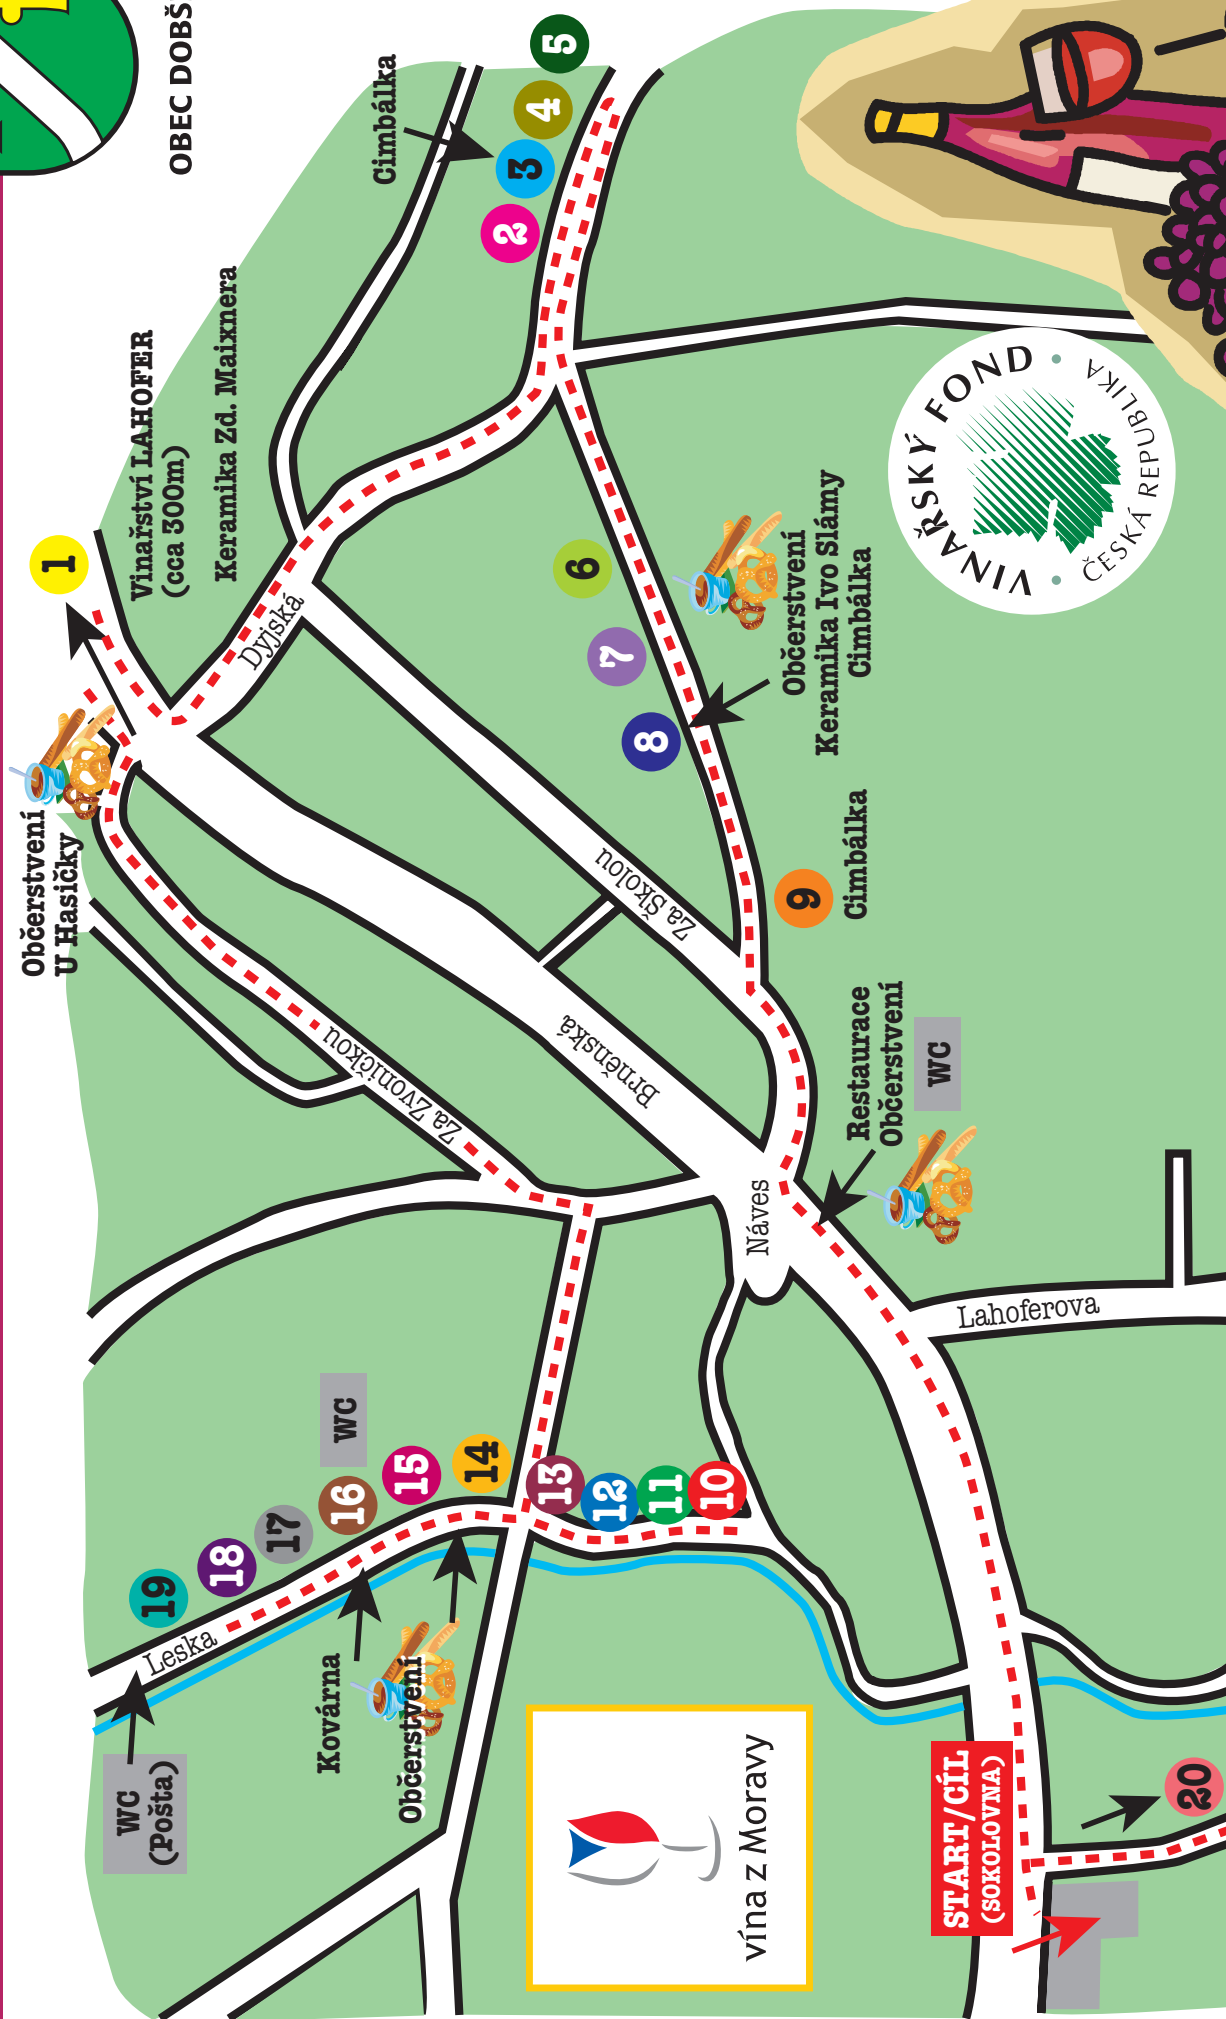 OBEC DOBŠ
1
Vinařství LAHOFER
(cca 300m)
Keramika Zd. Maixnera
Cimbálka
2
3
4
5
Občerstvení
U Hasičky
Dyjská
6
7
8
Občerstvení
Keramika Ivo Slámy
Cimbálka
9
Cimbálka
Za Školou
Brněnská
Za Zvoničkou
Náves
Restaurace
Občerstvení
WC
Lahoferova
VINAŘSKÝ FOND
ČESKÁ REPUBLIKA
10
11
12
13
14
15
16
WC
17
18
19
Leska
WC
(Pošta)
Kovárna
Občerstvení
vína z Moravy
START/CÍL
(SOKOLOVNA)
20